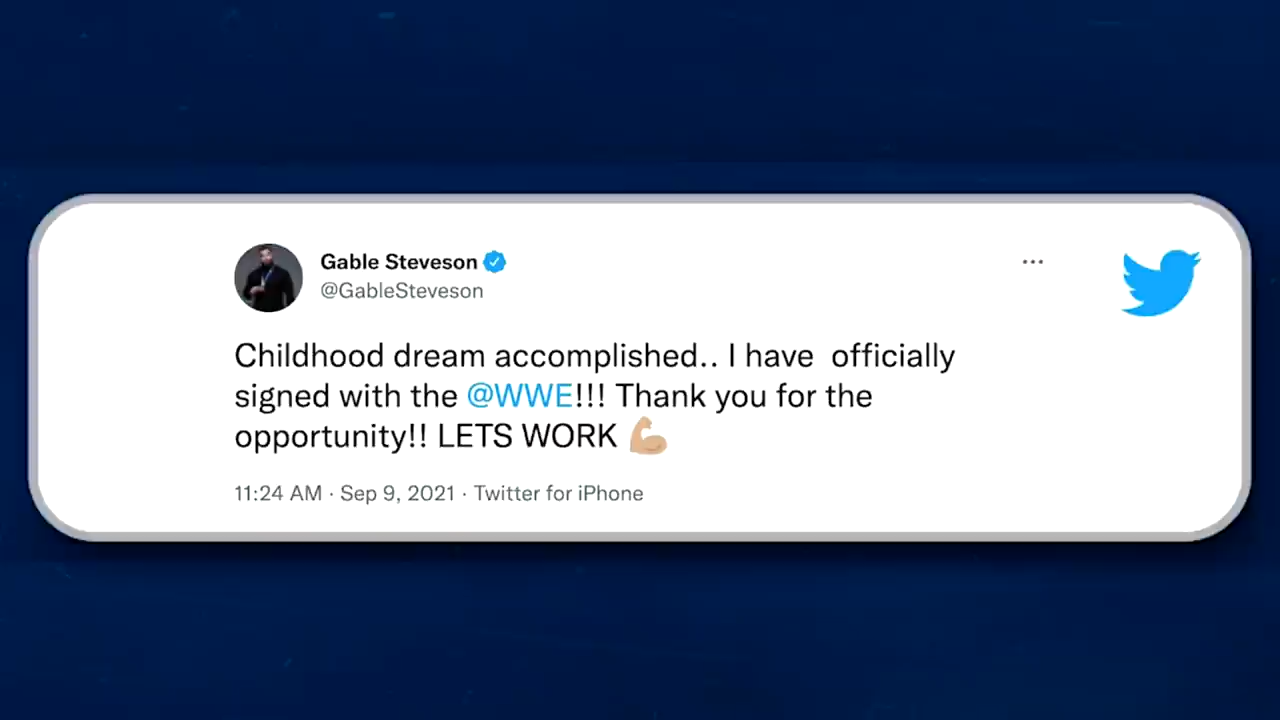 Gable Steveson
@GableSteveson
Childhood dream accomplished.. I have  officially
signed with the @WWE!!! Thank you for the
opportunity!! LETS WORK 💪🏼
11:24 AM · Sep 9, 2021 · Twitter for iPhone